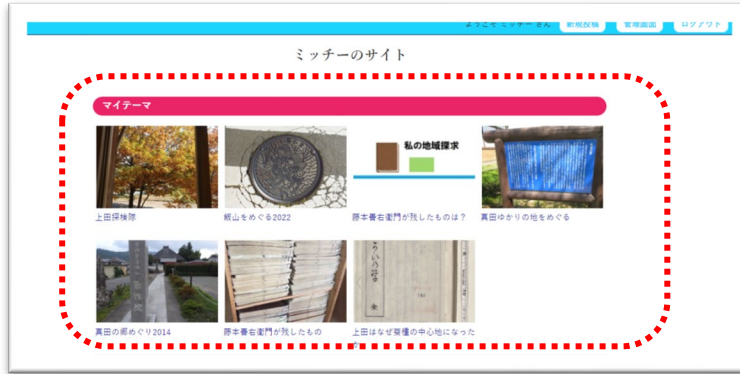 ようこそ ミッチー さん 新規投稿 管理画面 ログアウト
ミッチーのサイト
マイテーマ
私の地域探求
上田探検隊 飯山をめぐる2022 藤本善右衛門が残したものは? 真田ゆかりの地をめぐる
真田の郷めぐり2014 藤本善右衛門が残したもの 上田はなぜ蚕種の中心地になった
か